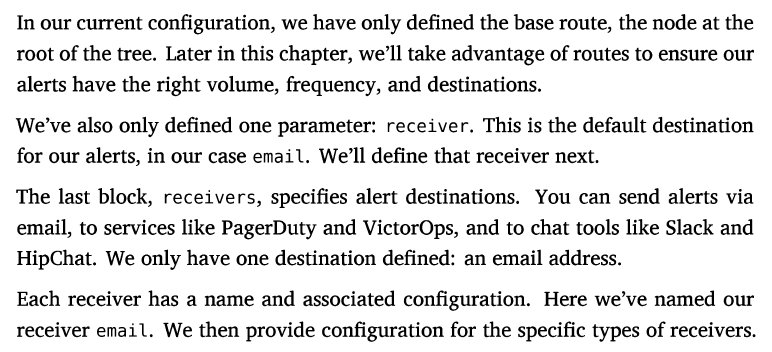 In our current configuration, we have only defined the base route, the node at the
root of the tree. Later in this chapter, we’ll take advantage of routes to ensure our
alerts have the right volume, frequency, and destinations.
We’ve also only defined one parameter: receiver. This is the default destination
for our alerts, in our case email. We’ll define that receiver next.
The last block, receivers, specifies alert destinations. You can send alerts via
email, to services like PagerDuty and VictorOps, and to chat tools like Slack and
HipChat. We only have one destination defined: an email address.
Each receiver has a name and associated configuration. Here we’ve named our
receiver email. We then provide configuration for the specific types of receivers.